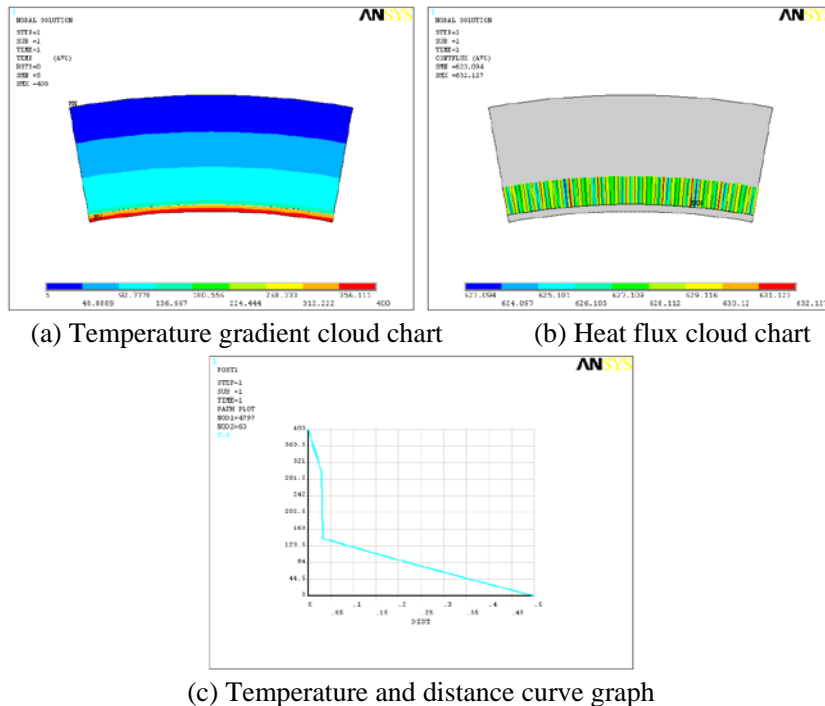 1
ANSYS
NODAL SOLUTION
STEP=1
SUB =1
TIME=1
TEMP (AVG)
RSYS=0
SMN =5
SMX =400
MN
5 92.7778 180.556 268.333 356.111
48.8889 136.667 224.444 312.222 400
1
ANSYS
NODAL SOLUTION
STEP=1
SUB =1
TIME=1
(AVG)
SMN =623.094
623.094 625.101 627.109 629.116 631.123
624.097 626.105 628.112 630.12
(a) Temperature gradient cloud chart
(b) Heat flux cloud chart
1
ANSYS
POST1
STEP=1
SUB =1
TIME=1
PATH PLOT
NOD1=4797
NOD2=63
400
360.5
321
281.5
242
202.5
163
123.5
84
44.5
5
0 .1 .2 .3 .4 .5
.05 .15 .25 .35 .45
DIST
(c) Temperature and distance curve graph